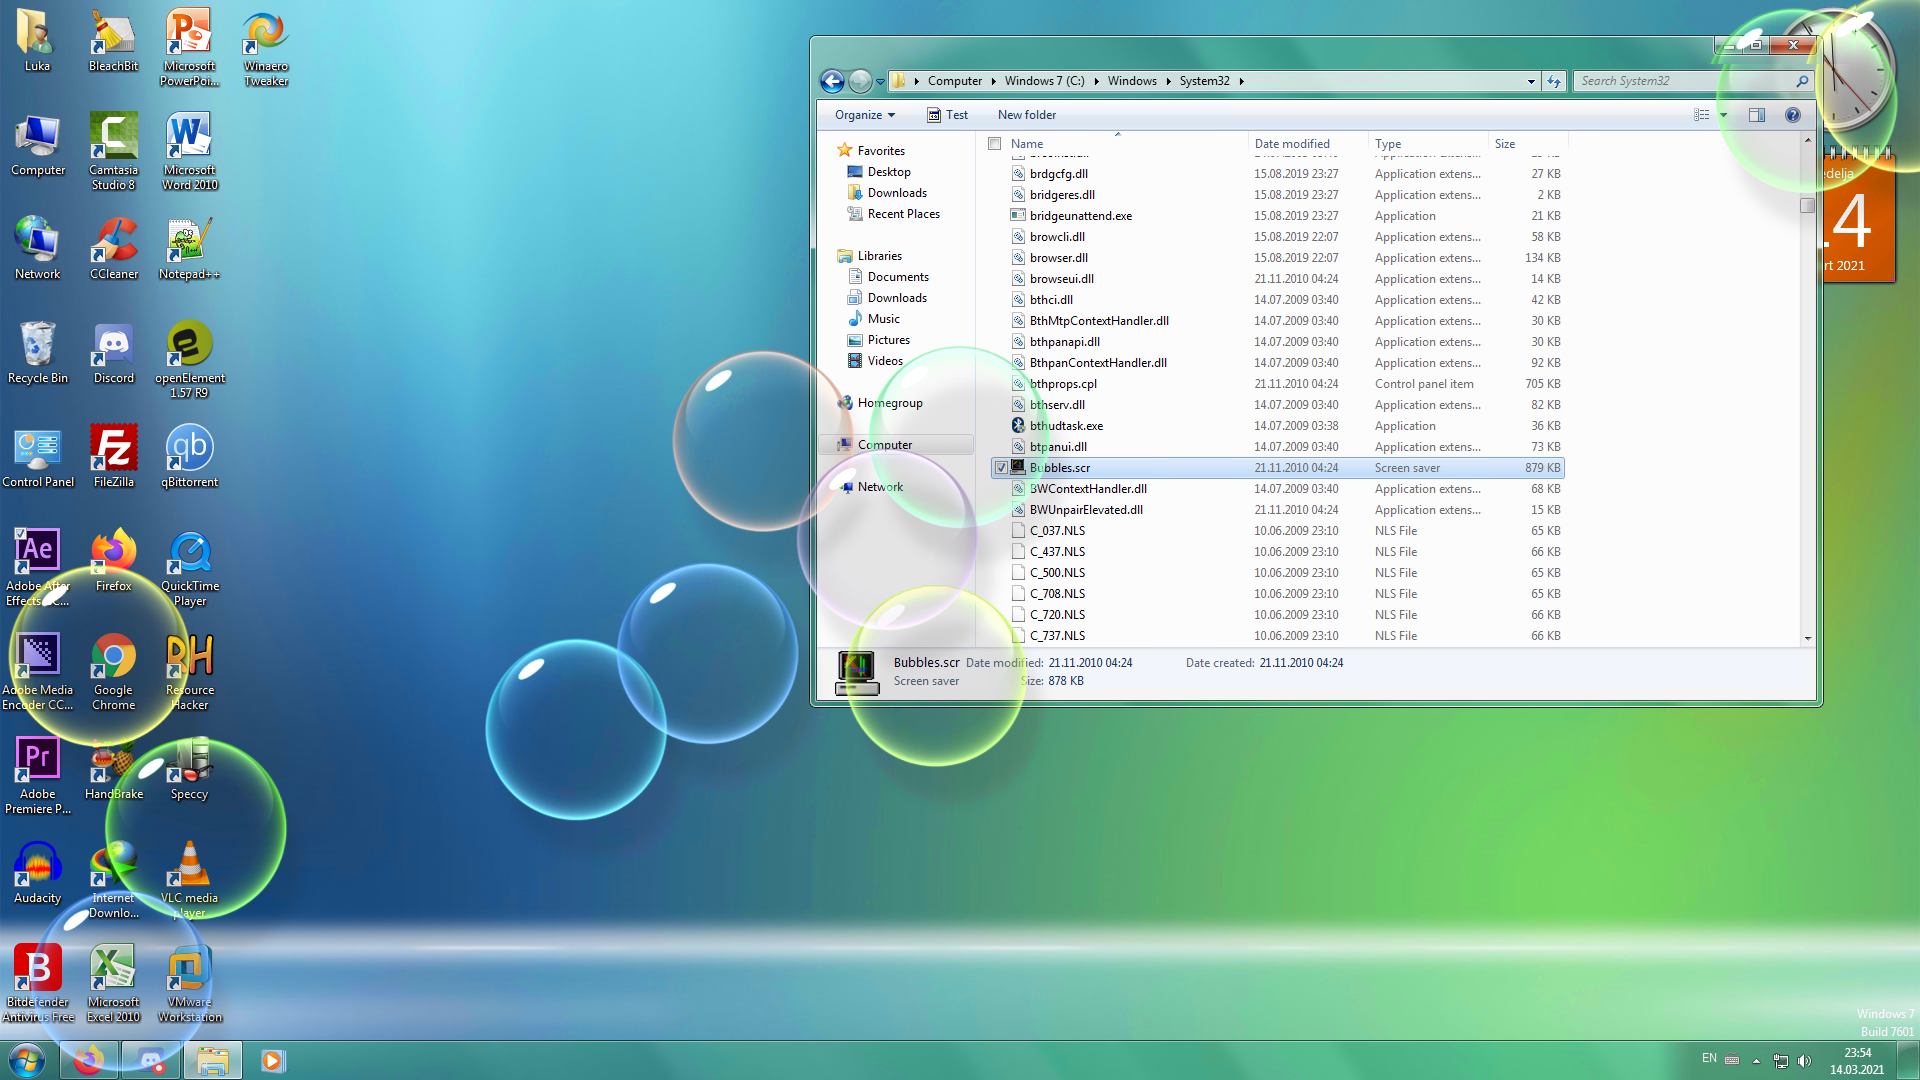 Luka
BleachBit
Microsoft PowerPoi...
Winaero Tweaker
Computer
Camtasia Studio 8
Microsoft Word 2010
Network
CCleaner
Notepad++
Recycle Bin
Discord
openElement 1.57 R9
Control Panel
FileZilla
qBittorrent
Adobe After Effects CC...
Firefox
QuickTime Player
Adobe Media Encoder CC...
Google Chrome
Resource Hacker
Adobe Premiere P...
HandBrake
Speccy
Audacity
Internet Downlo...
VLC media player
Bitdefender Antivirus Free
Microsoft Excel 2010
VMware Workstation
Computer Windows 7 (C:) Windows System32
Search System32
Organize Test New folder
Favorites
Desktop
Downloads
Recent Places
Libraries
Documents
Downloads
Music
Pictures
Videos
Homegroup
Computer
Network
Name Date modified Type Size
brdgcfg.dll 15.08.2019 23:27 Application extens... 27 KB
bridgeres.dll 15.08.2019 23:27 Application extens... 2 KB
bridgeunattend.exe 15.08.2019 23:27 Application 21 KB
browcli.dll 15.08.2019 22:07 Application extens... 58 KB
browser.dll 15.08.2019 22:07 Application extens... 134 KB
browseui.dll 21.11.2010 04:24 Application extens... 14 KB
bthci.dll 14.07.2009 03:40 Application extens... 42 KB
BthMtpContextHandler.dll 14.07.2009 03:40 Application extens... 30 KB
bthpanapi.dll 14.07.2009 03:40 Application extens... 30 KB
BthpanContextHandler.dll 14.07.2009 03:40 Application extens... 92 KB
bthprops.cpl 21.11.2010 04:24 Control panel item 705 KB
bthserv.dll 14.07.2009 03:40 Application extens... 82 KB
bthudtask.exe 14.07.2009 03:38 Application 36 KB
btpanui.dll 14.07.2009 03:40 Application extens... 73 KB
Bubbles.scr 21.11.2010 04:24 Screen saver 879 KB
BWContextHandler.dll 14.07.2009 03:40 Application extens... 68 KB
BWUnpairElevated.dll 21.11.2010 04:24 Application extens... 15 KB
C_037.NLS 10.06.2009 23:10 NLS File 65 KB
C_437.NLS 10.06.2009 23:10 NLS File 66 KB
C_500.NLS 10.06.2009 23:10 NLS File 65 KB
C_708.NLS 10.06.2009 23:10 NLS File 65 KB
C_720.NLS 10.06.2009 23:10 NLS File 66 KB
C_737.NLS 10.06.2009 23:10 NLS File 66 KB
Bubbles.scr Date modified: 21.11.2010 04:24 Date created: 21.11.2010 04:24
Screen saver Size: 878 KB
edelja
14
rt 2021
Windows 7
Build 7601
EN
23:54
14.03.2021